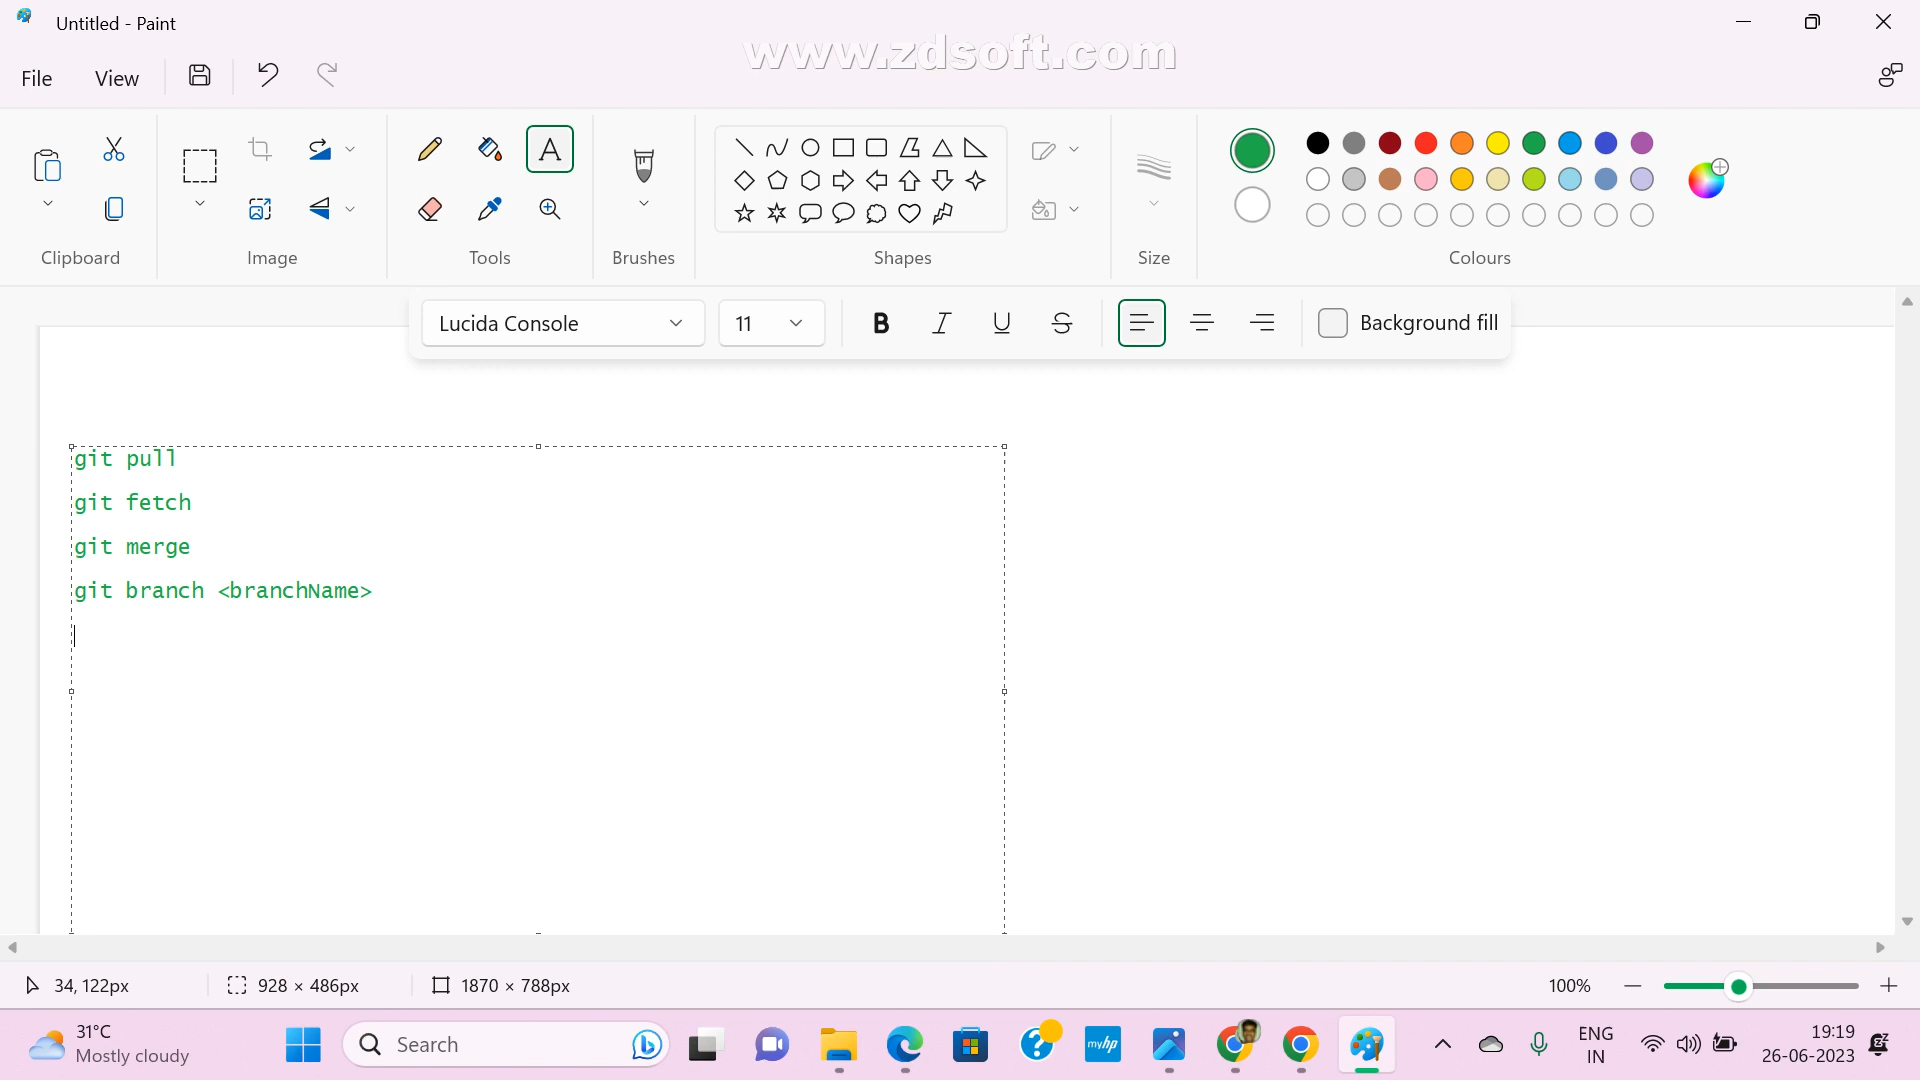 Untitled - Paint
www.zdsoft.com
File
View
Clipboard
Image
Tools
Brushes
Shapes
Size
Colours
Lucida Console
11
B
I
U
S
Background fill
git pull
git fetch
git merge
git branch <branchName>
34, 122px
928 × 486px
1870 × 788px
100%
31°C
Mostly cloudy
Search
myhp
ENG
IN
19:19
26-06-2023